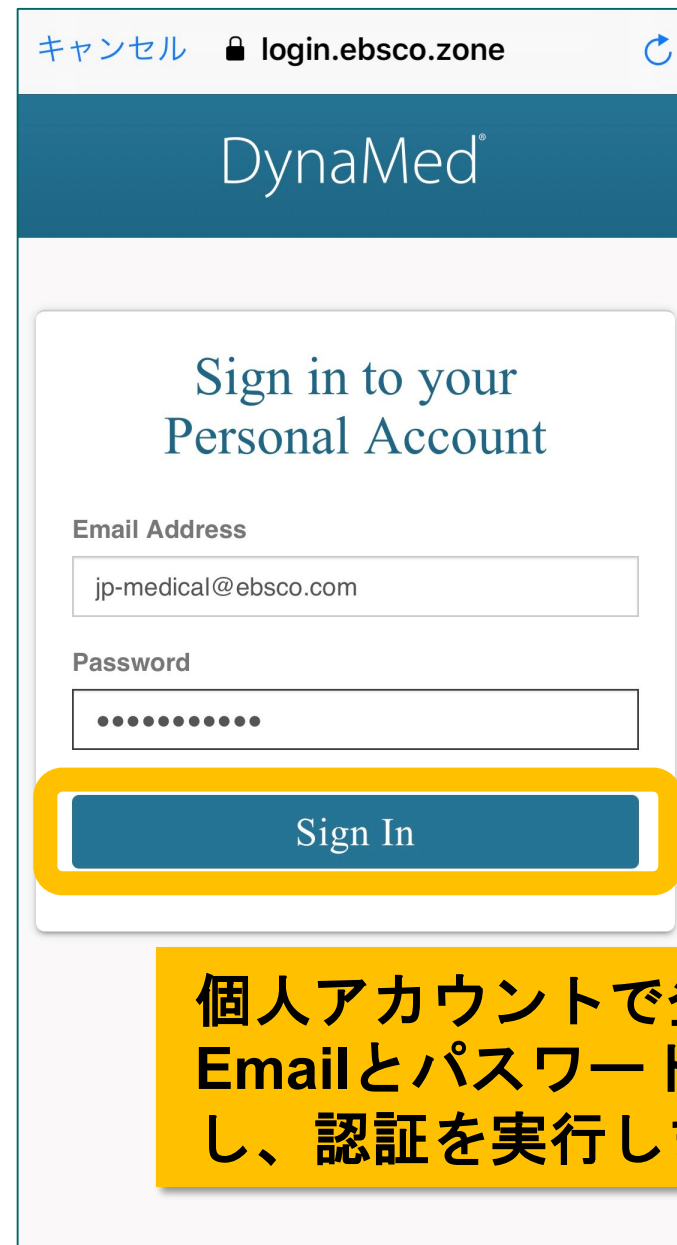 キャンセル login.ebsco.zone
DynaMed®
Sign in to your
Personal Account
Email Address
jp-medical@ebsco.com
Password
•••••••••••
Sign In
個人アカウントで
Emailとパスワード
し、認証を実行し